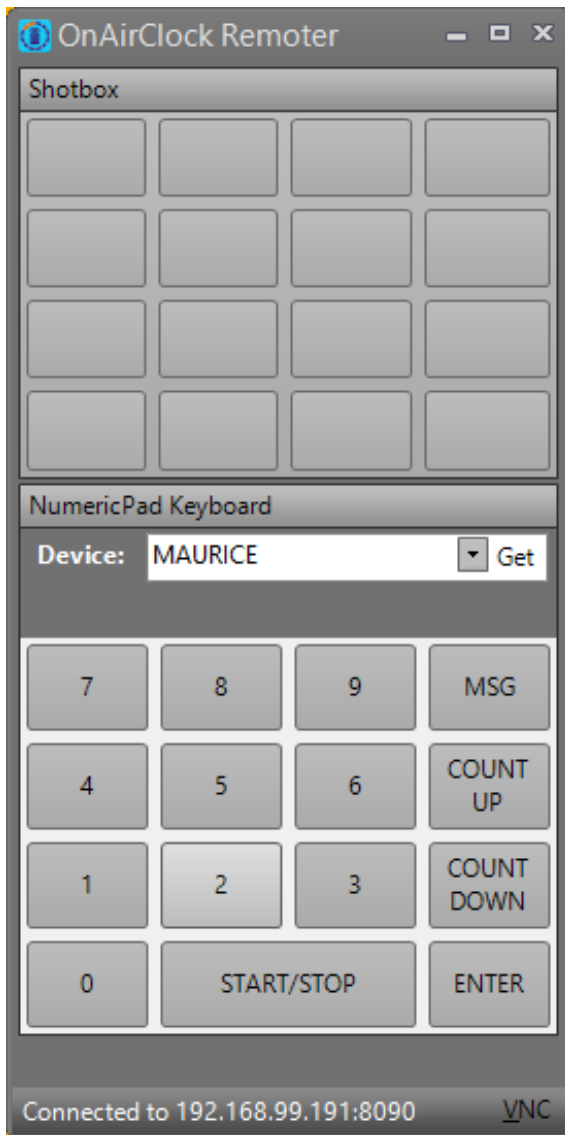 OnAirClock Remoter
Shotbox
NumericPad Keyboard
Device: MAURICE Get
7 8 9 MSG
4 5 6 COUNT UP
1 2 3 COUNT DOWN
0 START/STOP ENTER
Connected to 192.168.99.191:8090 VNC